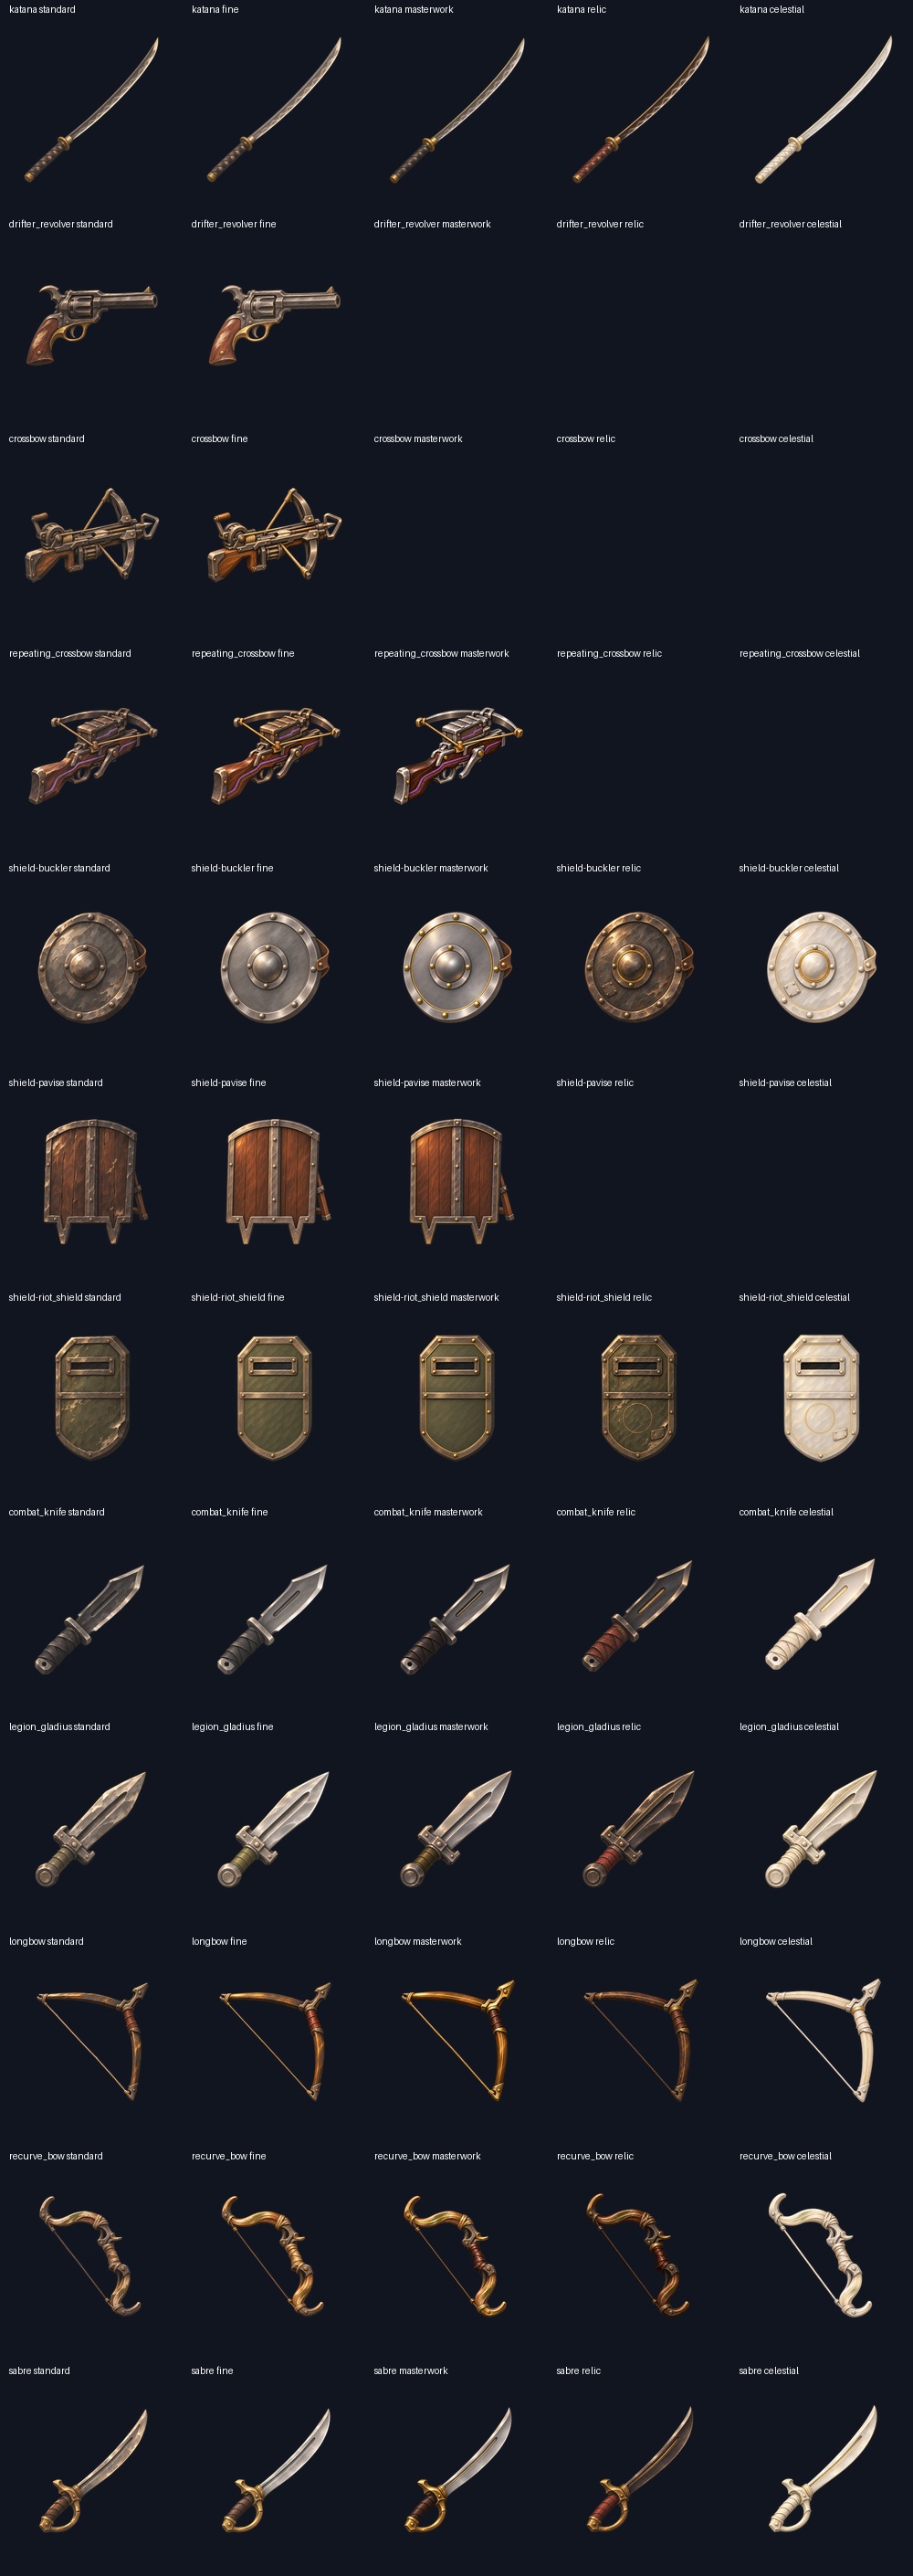 katana standard katana fine katana masterwork katana relic katana celestial
drifter_revolver standard drifter_revolver fine drifter_revolver masterwork drifter_revolver relic drifter_revolver celestial
crossbow standard crossbow fine crossbow masterwork crossbow relic crossbow celestial
repeating_crossbow standard repeating_crossbow fine repeating_crossbow masterwork repeating_crossbow relic repeating_crossbow celestial
shield-buckler standard shield-buckler fine shield-buckler masterwork shield-buckler relic shield-buckler celestial
shield-pavise standard shield-pavise fine shield-pavise masterwork shield-pavise relic shield-pavise celestial
shield-riot_shield standard shield-riot_shield fine shield-riot_shield masterwork shield-riot_shield relic shield-riot_shield celestial
combat_knife standard combat_knife fine combat_knife masterwork combat_knife relic combat_knife celestial
legion_gladius standard legion_gladius fine legion_gladius masterwork legion_gladius relic legion_gladius celestial
longbow standard longbow fine longbow masterwork longbow relic longbow celestial
recurve_bow standard recurve_bow fine recurve_bow masterwork recurve_bow relic recurve_bow celestial
sabre standard sabre fine sabre masterwork sabre relic sabre celestial